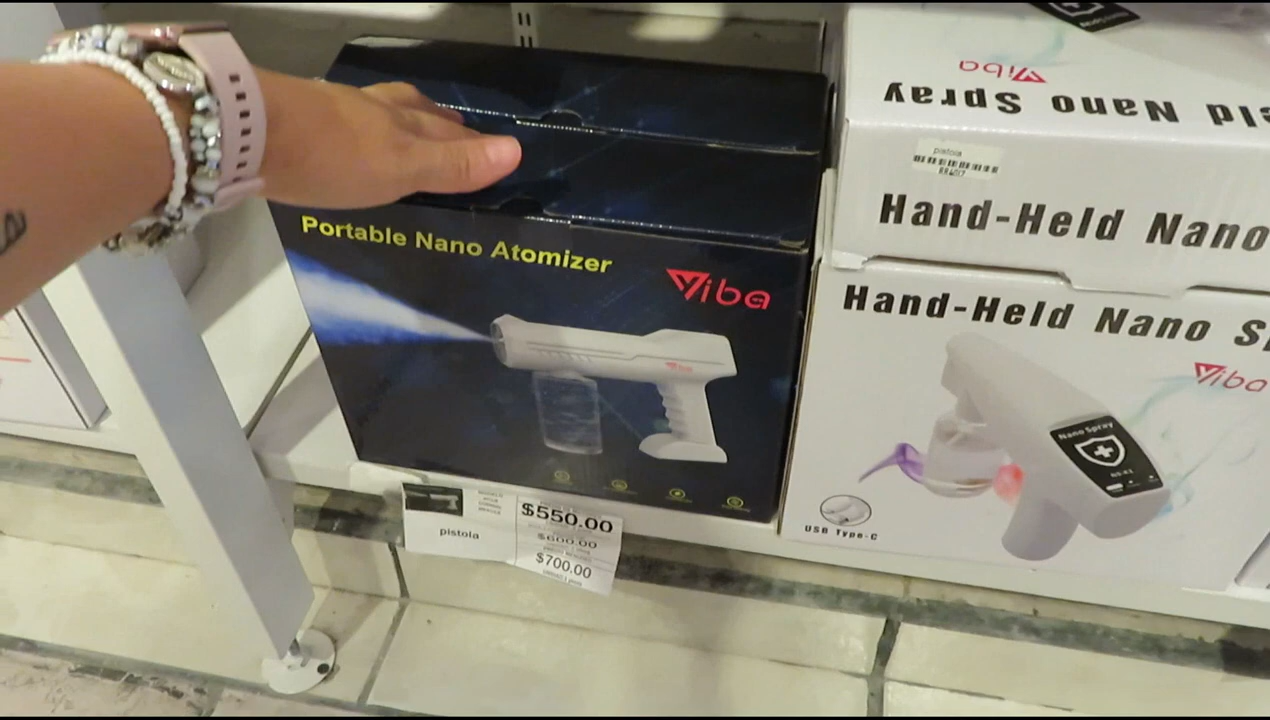 Viba
Hand-Held Nano Spray
pistola
Hand-Held Nano
Portable Nano Atomizer
Viba
Viba
Hand-Held Nano S
Viba
Nano Spray
USB Type-C
pistola
$550.00
$600.00
$700.00